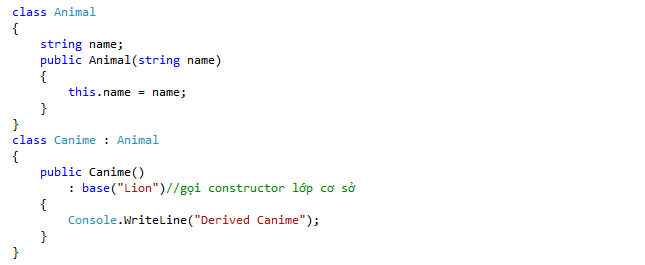 class Animal
{
    string name;
    public Animal(string name)
    {
        this.name = name;
    }
}
class Canime : Animal
{
    public Canime()
        : base("Lion")//gọi constructor lớp cơ sở
    {
        Console.WriteLine("Derived Canime");
    }
}